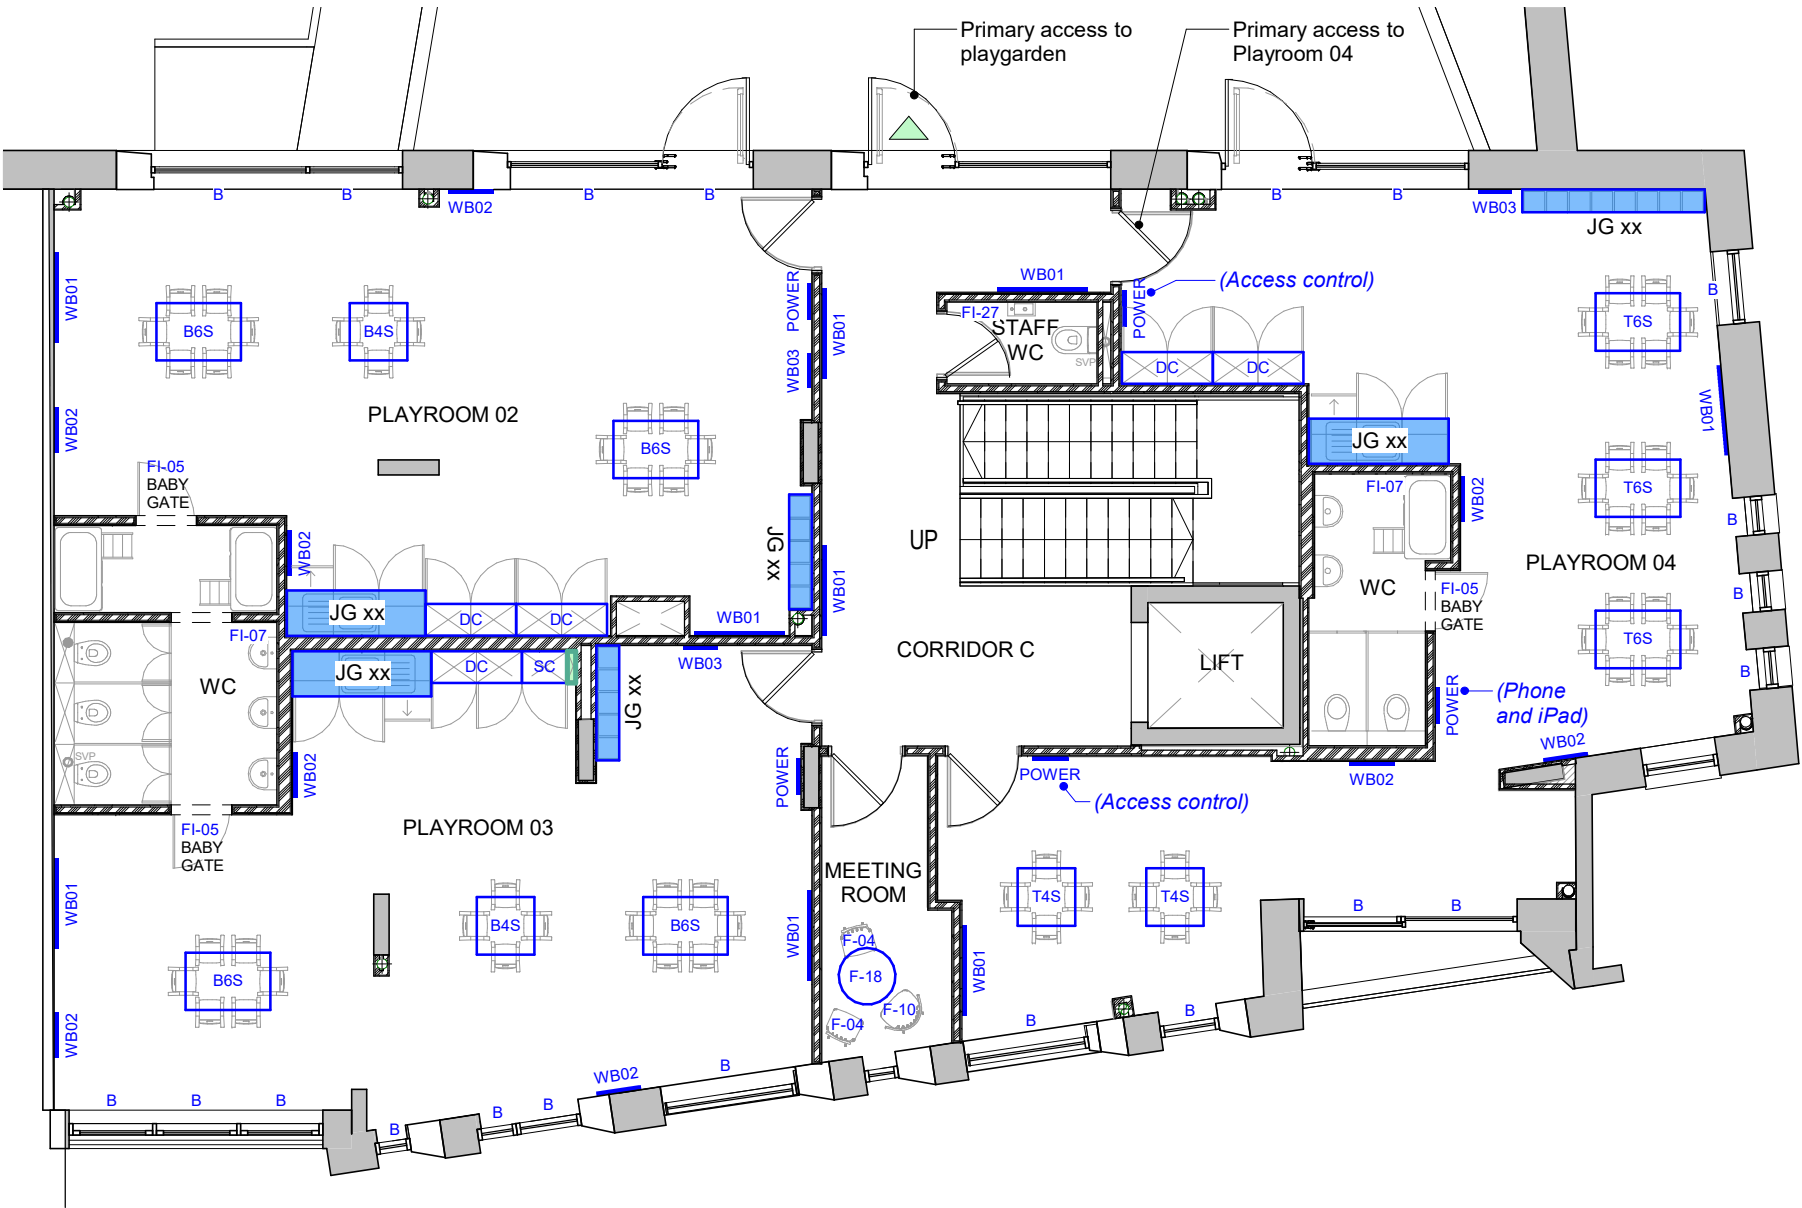 Primary access to
playgarden
Primary access to
Playroom 04
B
B
WB02
B
B
B
B
WB03
JG xx
WB01
B6S
B4S
POWER
WB01
WB03
WB01
FI-27
STAFF
WC
SVP
POWER
(Access control)
DC
DC
T6S
B
WB02
PLAYROOM 02
B6S
JG xx
WB01
FI-05
BABY
GATE
FI-07
WB02
T6S
B
WB02
JG xx
WB01
UP
PLAYROOM 04
WC
FI-05
BABY
GATE
B
JG xx
DC
DC
WB01
FI-07
WC
JG xx
DC
SC
WB03
JG xx
CORRIDOR C
LIFT
T6S
B
SVP
WB02
POWER
POWER
(Phone
and iPad)
WB02
POWER
(Access control)
WB02
FI-05
BABY
GATE
PLAYROOM 03
MEETING
ROOM
WB01
B4S
B6S
WB01
F-04
F-18
F-10
F-04
WB01
T4S
T4S
B
B
B6S
WB02
B
B
B
B
B
B
B
WB02
B
B
B